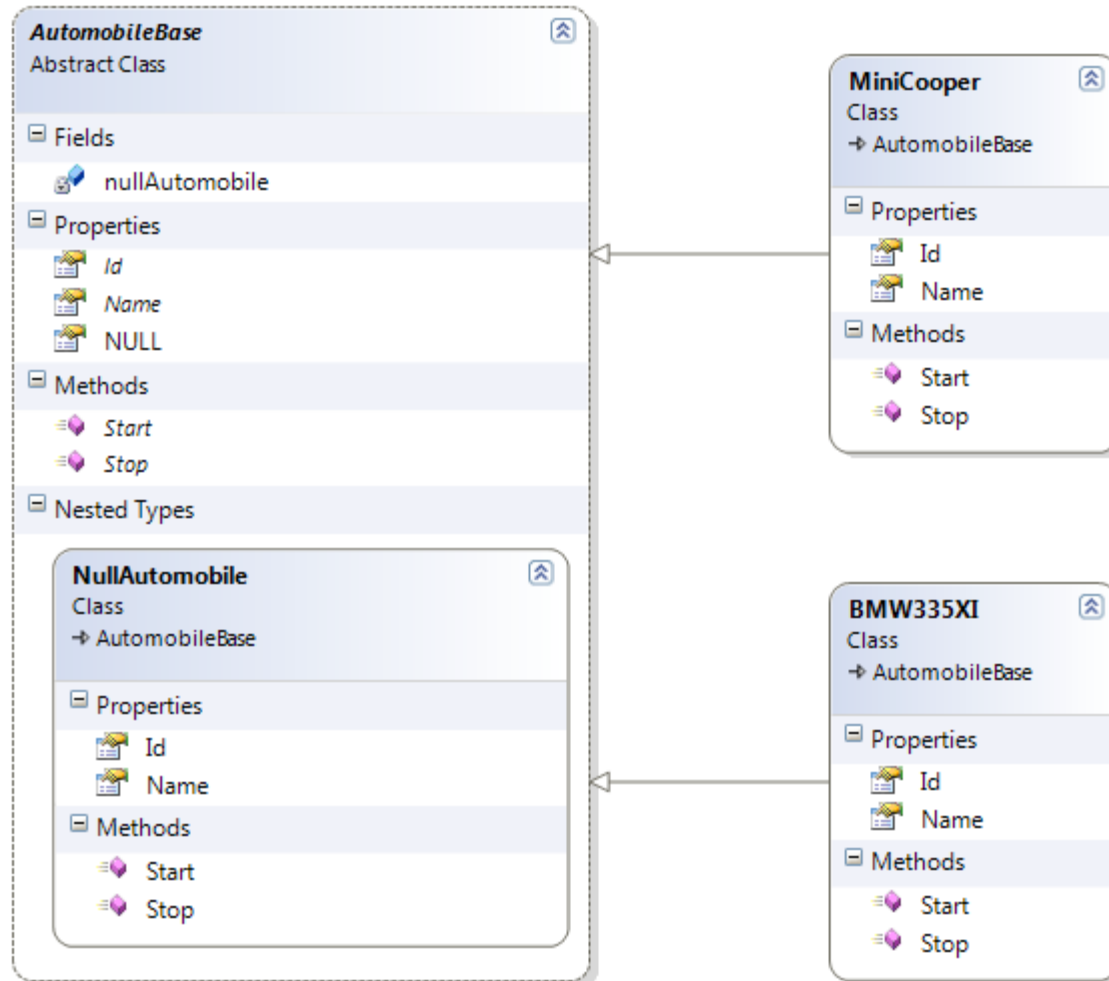 AutomobileBase
Abstract Class
Fields
nullAutomobile
Properties
Id
Name
NULL
Methods
Start
Stop
Nested Types
NullAutomobile
Class
AutomobileBase
Properties
Id
Name
Methods
Start
Stop
MiniCooper
Class
AutomobileBase
Properties
Id
Name
Methods
Start
Stop
BMW335XI
Class
AutomobileBase
Properties
Id
Name
Methods
Start
Stop